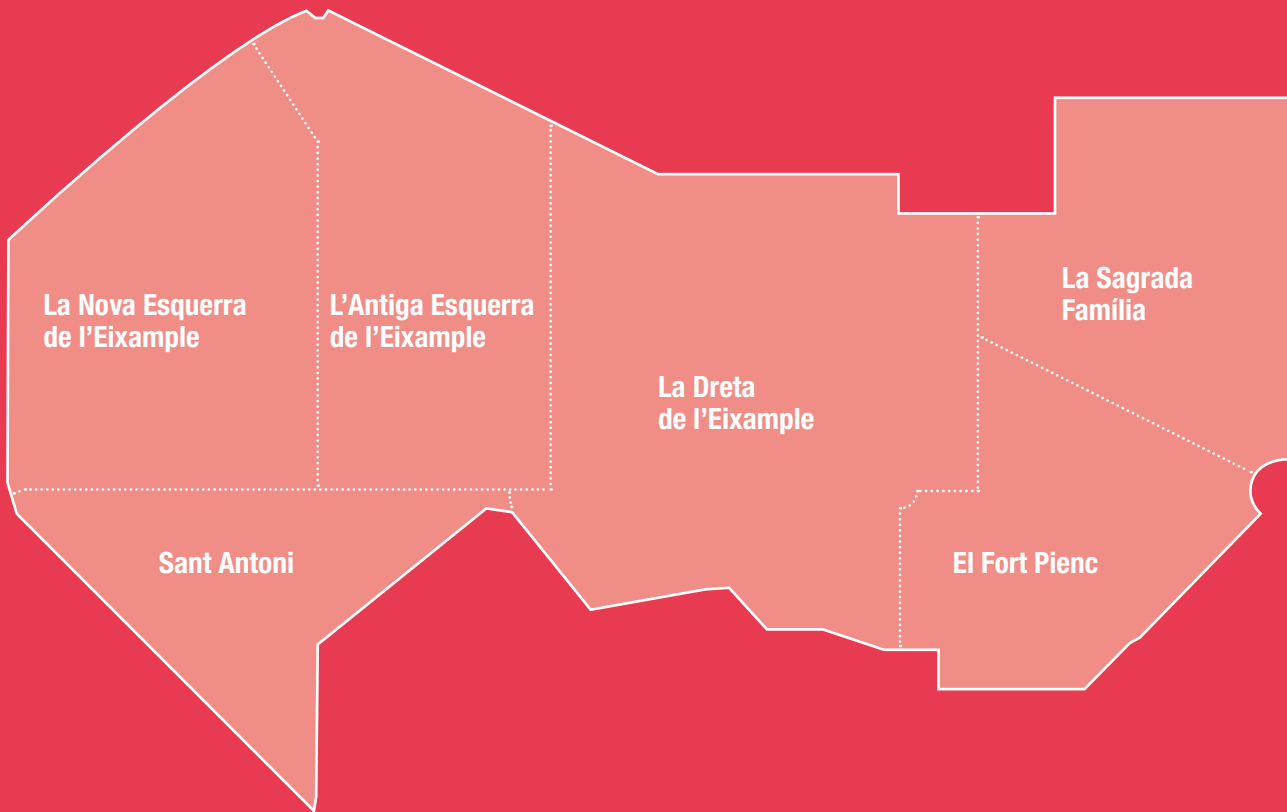 La Nova Esquerra
de l’Eixample
L’Antiga Esquerra
de l’Eixample
La Dreta
de l’Eixample
La Sagrada
Família
Sant Antoni
El Fort Pienc